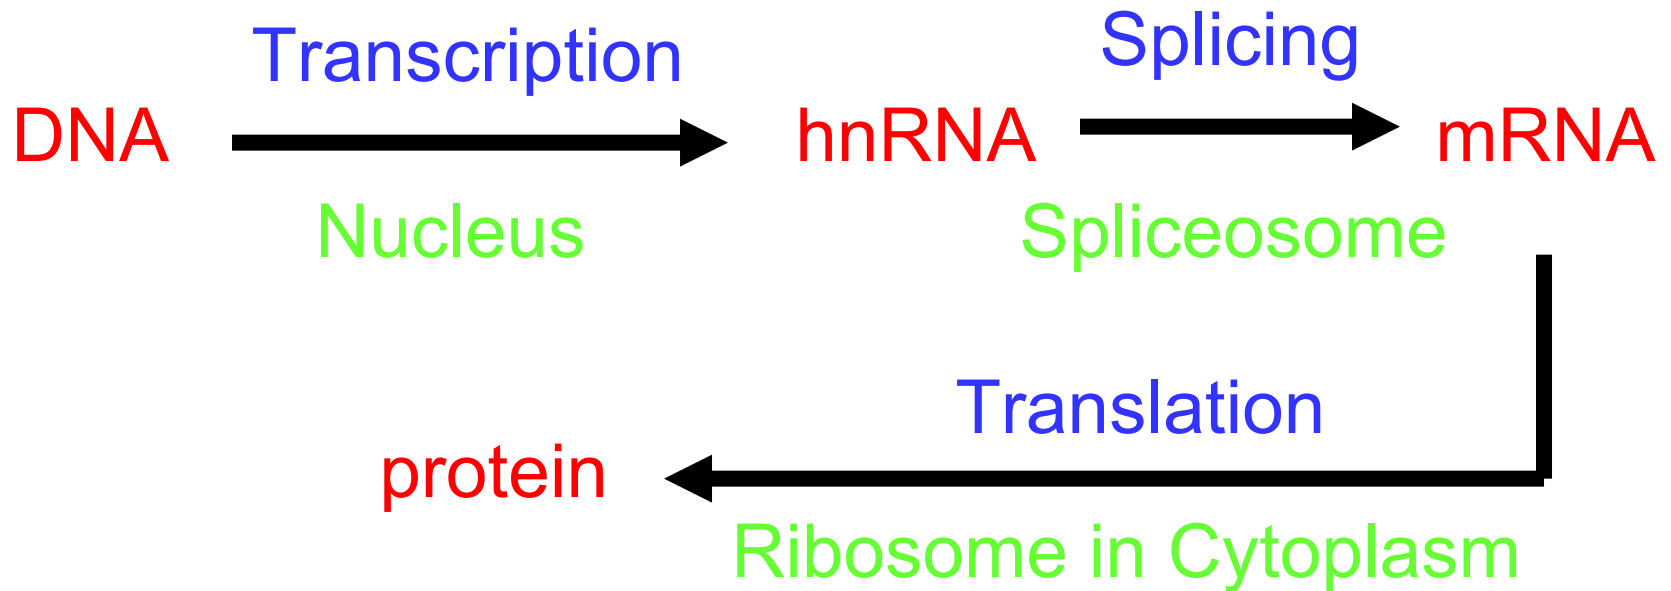 Transcription
Splicing
DNA
hnRNA
mRNA
Nucleus
Spliceosome
Translation
protein
Ribosome in Cytoplasm